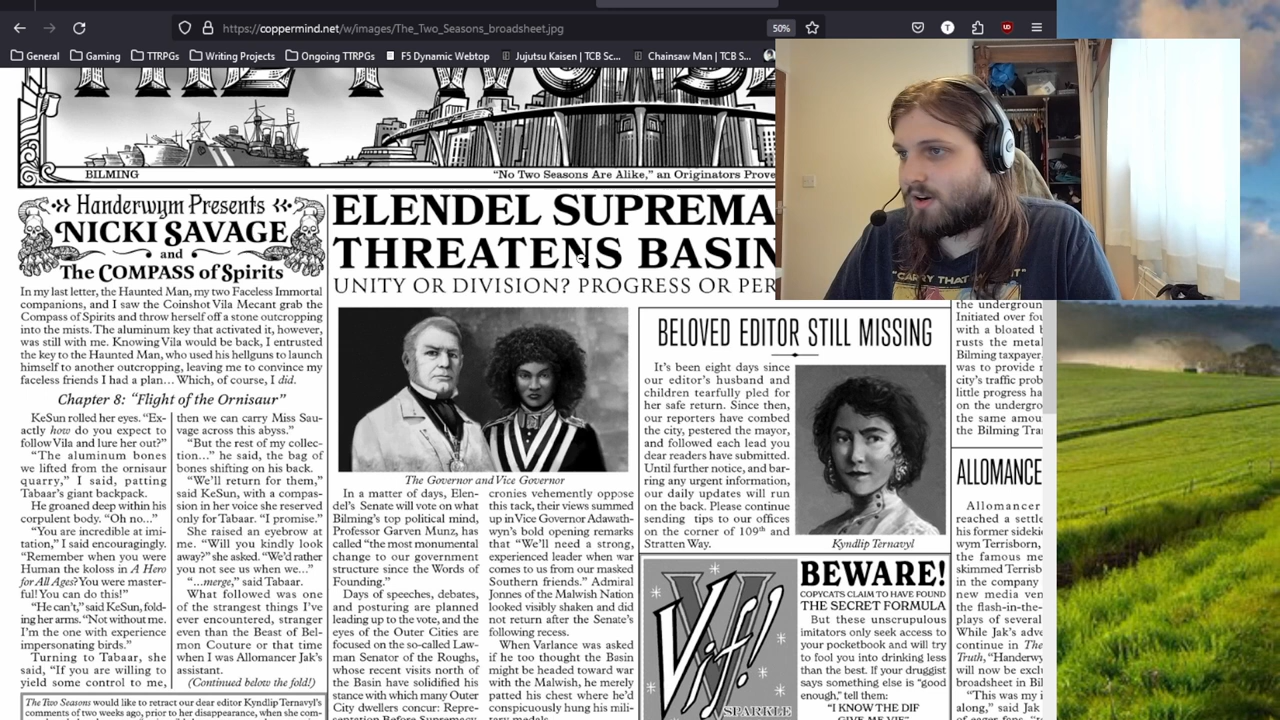 https://coppermind.net/w/images/The_Two_Seasons_broadsheet.jpg
50%
General
Gaming
TTRPGs
Writing Projects
Ongoing TTRPGs
F5 Dynamic Webtop
Jujutsu Kaisen | TCB Sc...
Chainsaw Man | TCB S...
BILMING
"No Two Seasons Are Alike," an Originators Prove
Handerwym Presents
NICKI SAVAGE
and
The COMPASS of Spirits
In my last letter, the Haunted Man, my two Faceless Immortal
companions, and I saw the Coinshot Vila Mecant grab the
Compass of Spirits and throw herself off a stone outcropping
into the mists. The aluminum key that activated it, however,
was still with me. Knowing Vila would be back, I entrusted
the key to the Haunted Man, who used his hellguns to launch
himself to another outcropping, leaving me to convince my
faceless friends I had a plan... Which, of course, I did.
Chapter 8: "Flight of the Ornisaur"
KeSun rolled her eyes. "Ex-
actly how do you expect to
follow Vila and lure her out?"
"The aluminum bones
we lifted from the ornisaur
quarry," I said, patting
Tabaar's giant backpack.
He groaned deep within his
corpulent body. "Oh no..."
"You are incredible at imi-
tation," I said encouragingly.
"Remember when you were
Human the koloss in A Hero
for All Ages? You were master-
ful! You can do this!"
"He can't," said KeSun, fold-
ing her arms. "Not without me.
I'm the one with experience
impersonating birds."
Turning to Tabaar, she
said, "If you are willing to
yield some control to me,
then we can carry Miss Sau-
vage across this abyss."
"But the rest of my collec-
tion..." he said, the bag of
bones shifting on his back.
"We'll return for them,"
said KeSun, with a compas-
sion in her voice she reserved
only for Tabaar. "I promise."
She raised an eyebrow at
me. "Will you kindly look
away?" she asked. "We'd rather
you not see us when we..."
"...merge," said Tabaar.
What followed was one
of the strangest things I've
ever encountered, stranger
even than the Beast of Bel-
mon Couture or that time
when I was Allomancer Jak's
assistant.
(Continued below the fold!)
The Two Seasons would like to retract our dear editor Kyndlip Ternavyl's
comments of two weeks ago, prior to her disappearance, when she com-
ELENDEL SUPREMA
THREATENS BASIN
UNITY OR DIVISION? PROGRESS OR PER
The Governor and Vice Governor
In a matter of days, Elen-
del's Senate will vote on what
Bilming's top political mind,
Professor Garven Munz, has
called "the most monumental
change to our government
structure since the Words of
Founding."
Days of speeches, debates,
and posturing are planned
leading up to the vote, and the
eyes of the Outer Cities are
focused on the so-called Law-
man Senator of the Roughs,
whose recent visits north of
the Basin have solidified his
stance with which many Outer
City dwellers concur: Repre-
cronies vehemently oppose
this tack, their views summed
up in Vice Governor Adawath-
wyn's bold opening remarks
that "We'll need a strong,
experienced leader when war
comes to us from our masked
Southern friends." Admiral
Jonnes of the Malwish Nation
looked visibly shaken and did
not return after the Senate's
following recess.
When Varlance was asked
if he too thought the Basin
might be headed toward war
with the Malwish, he merely
patted his chest where he'd
conspicuously hung his mili-
tary medals.
BELOVED EDITOR STILL MISSING
It's been eight days since
our editor's husband and
children tearfully pled for
her safe return. Since then,
our reporters have combed
the city, pestered the mayor,
and followed each lead you
dear readers have submitted.
Until further notice, and bar-
ring any urgent information,
our daily updates will run
on the back. Please continue
sending tips to our offices
on the corner of 109th and
Stratten Way.
Kyndlip Ternavyl
Vif!
SPARKLE
BEWARE!
COPYCATS CLAIM TO HAVE FOUND
THE SECRET FORMULA
But these unscrupulous
imitators only seek access to
your pocketbook and will try
to fool you into drinking less
than the best. If your druggist
says something else is "good
enough," tell them:
"I KNOW THE DIF
GIVE ME VIF"
the undergroun
Initiated over fou
with a bloated b
rusts the metal
Bilming taxpayer,
was to provide r
city's traffic prob
little progress ha
on the undergro
the same amou
the Bilming Tra
ALLOMANCE
Allomancer
reached a settle
his former sidekic
wym Terrisborn,
the famous me
skimmed Terrisb
in the company
new media ven
the flash-in-the-
plays of several
While Jak's adve
continue in The
Truth, "Handerwy
will now be exclu
broadsheet in Bil
"This was my i
along," said Jak
"CARRY THAT W